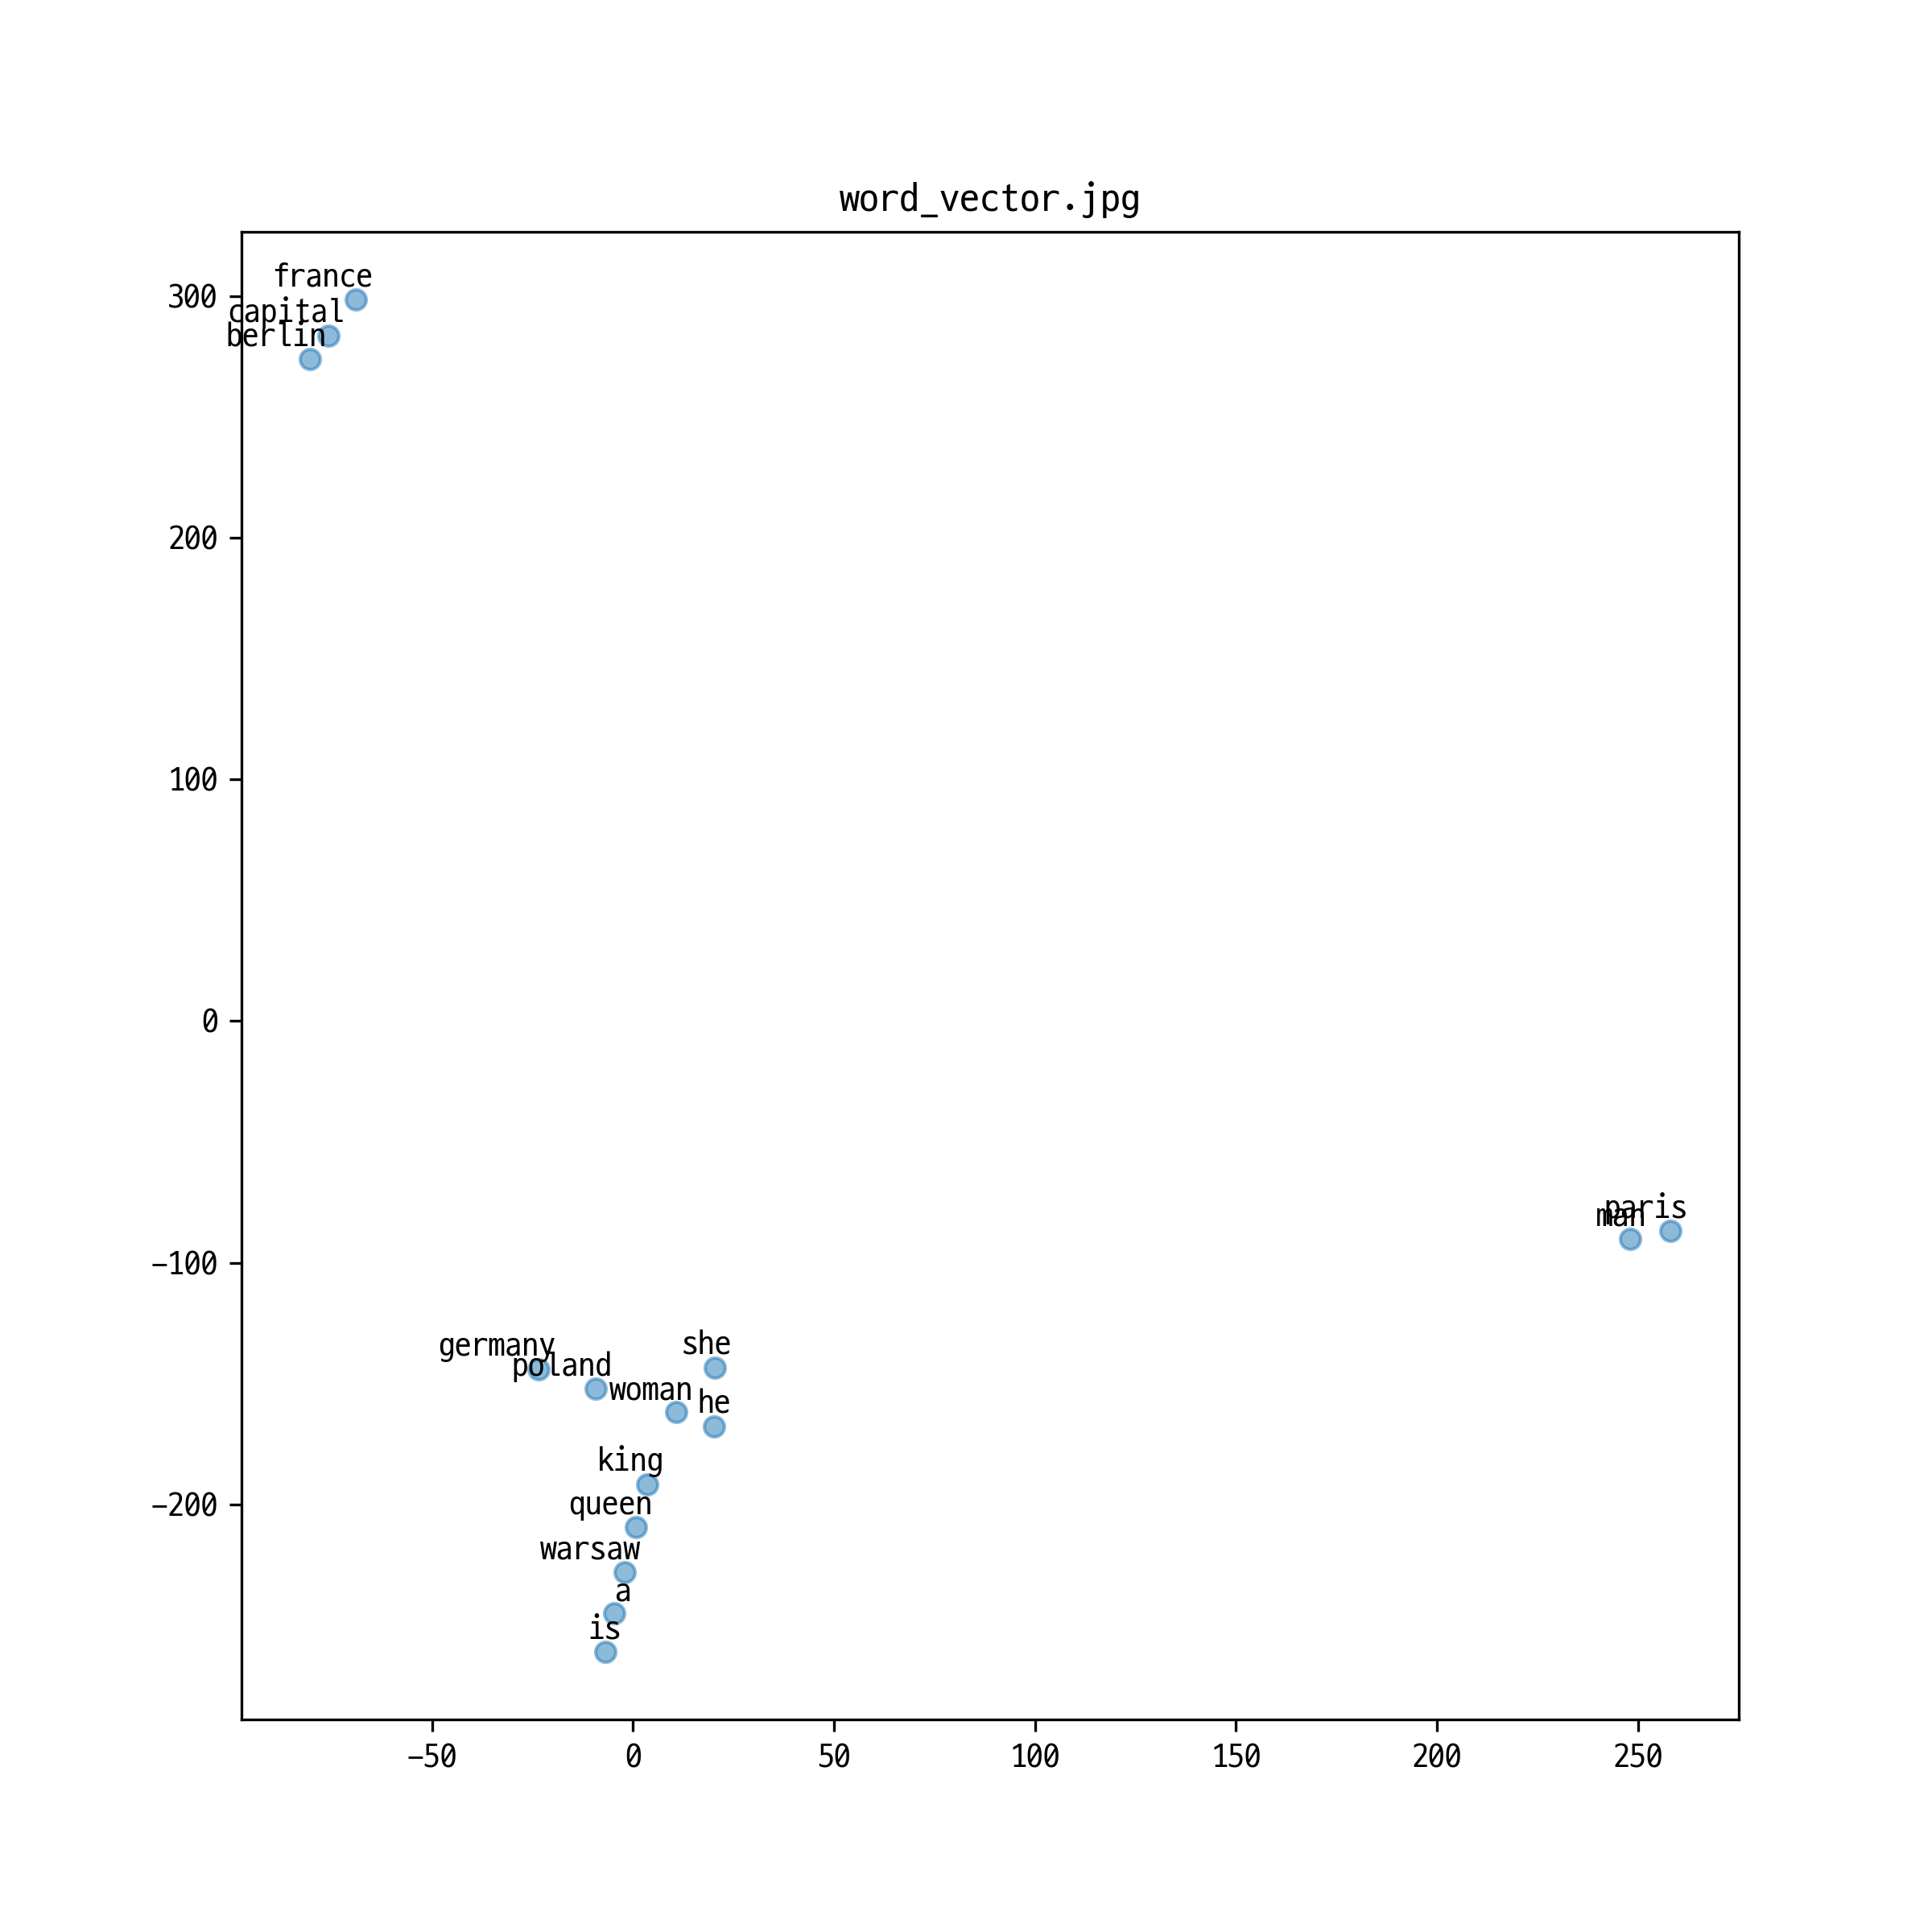 word_vector.jpg
france
300
capital
berlin
200
100
0
paris
man
−100
she
germany
poland
woman
he
king
−200
queen
warsaw
a
is
−50
0
50
100
150
200
250